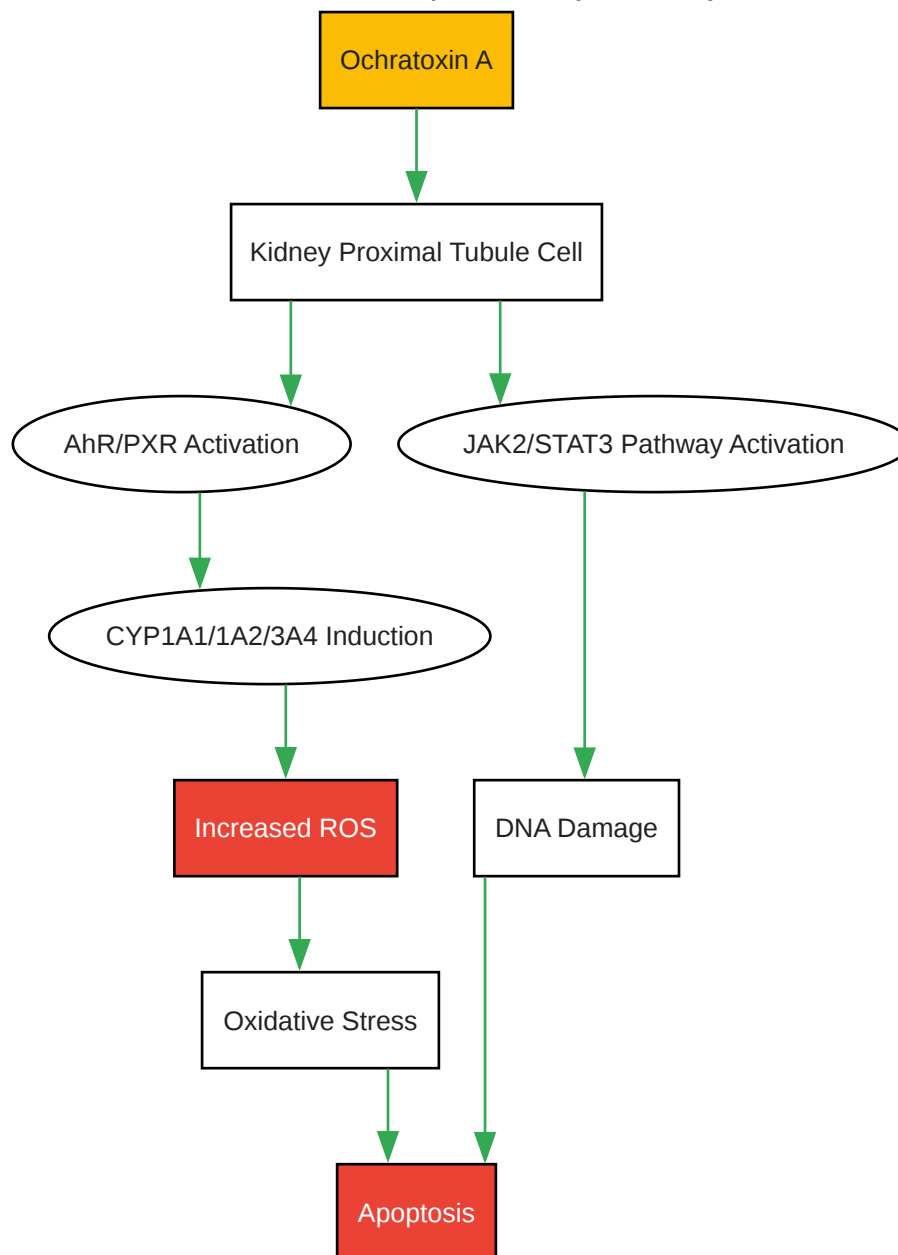 Ochratoxin A
Kidney Proximal Tubule Cell
AhR/PXR Activation
JAK2/STAT3 Pathway Activation
CYP1A1/1A2/3A4 Induction
Increased ROS
DNA Damage
Oxidative Stress
Apoptosis